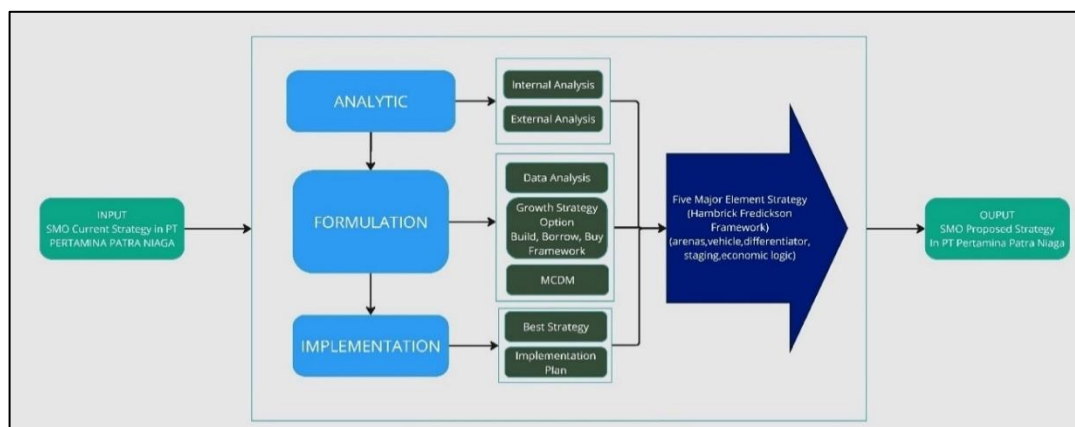 INPUT
SMO Current Strategy in PT
PERTAMINA PATRA NIAGA
ANALYTIC
Internal Analysis
External Analysis
FORMULATION
Data Analysis
Growth Strategy
Option
Build, Borrow, Buy
Framework
MCDM
IMPLEMENTATION
Best Strategy
Implementation
Plan
Five Major Element Strategy
(Hambrick Fredickson
Framework)
(arenas,vehicle,differentiator,
staging,economic logic)
OUPUT
SMO Proposed Strategy
In PT Pertamina Patra Niaga